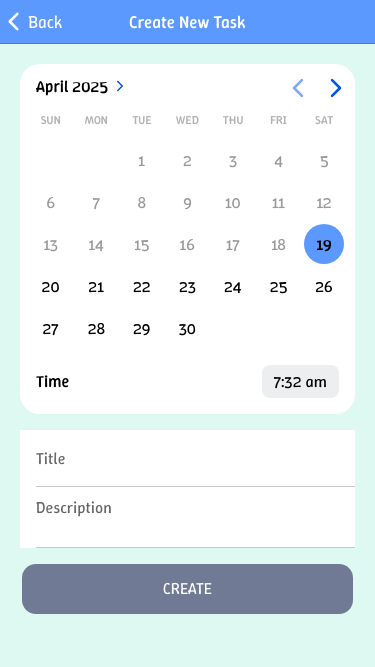 Back Create New Task
April 2025
SUN MON TUE WED THU FRI SAT
1 2 3 4 5
6 7 8 9 10 11 12
13 14 15 16 17 18 19
20 21 22 23 24 25 26
27 28 29 30
Time 7:32 am
Title
Description
CREATE